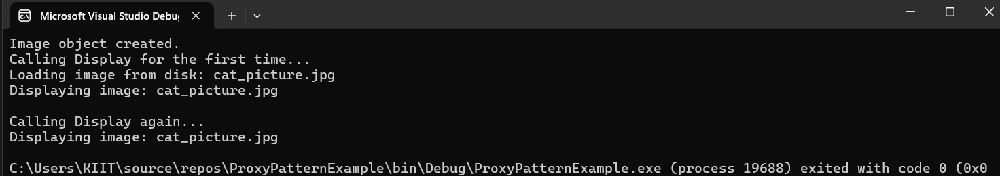 Microsoft Visual Studio Debu
Image object created.
Calling Display for the first time...
Loading image from disk: cat_picture.jpg
Displaying image: cat_picture.jpg
Calling Display again...
Displaying image: cat_picture.jpg
C:\Users\KIIT\source\repos\ProxyPatternExample\bin\Debug\ProxyPatternExample.exe (process 19688) exited with code 0 (0x0